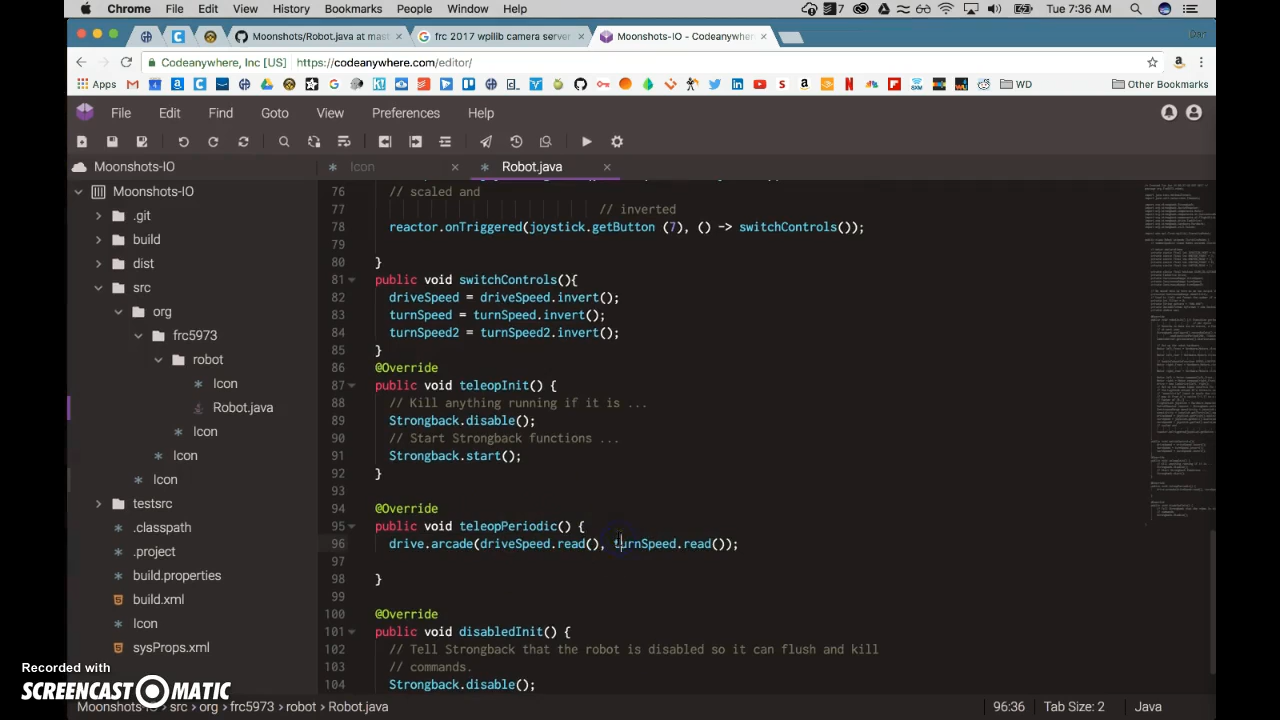 Chrome File Edit View History Bookmarks People Window Help 7 Tue 7:36 AM
Moonshots/Robot.java at mast frc 2017 wpilib camera server Moonshots-IO - Codeanywhere Dan
Codeanywhere, Inc [US] https://codeanywhere.com/editor/
Apps WD Other Bookmarks
File Edit Find Goto View Preferences Help
Moonshots-IO Icon Robot.java
Moonshots-IO
.git
build
dist
src
org
frc5973
robot
Icon
Robot.java
Icon
Icon
Icon
testsrc
.classpath
.project
build.properties
build.xml
Icon
sysProps.xml
76 // scaled and
77 // inverted
78 reactor.onTriggered(joystick.getButton (7), () -> switchControls());
79
80 }
81 public void switchControls(){
82 driveSpeed = driveSpeed.invert();
83 turnSpeed = turnSpeed.invert();
84 turnSpeed2 = turnSpeed2.invert();
85 }
86 @Override
87 public void teleopInit() {
88 // Kill anything running if it is ...
89 Strongback.disable();
90 // Start Strongback functions ...
91 Strongback.start();
92 }
93
94 @Override
95 public void teleopPeriodic() {
96 drive.arcade(driveSpeed.read(), turnSpeed.read());
97
98 }
99
100 @Override
101 public void disabledInit() {
102 // Tell Strongback that the robot is disabled so it can flush and kill
103 // commands.
104 Strongback.disable();
Recorded with
SCREENCAST-O-MATIC
Moonshots-IO › src › org › frc5973 › robot › Robot.java 96:36 Tab Size: 2 Java